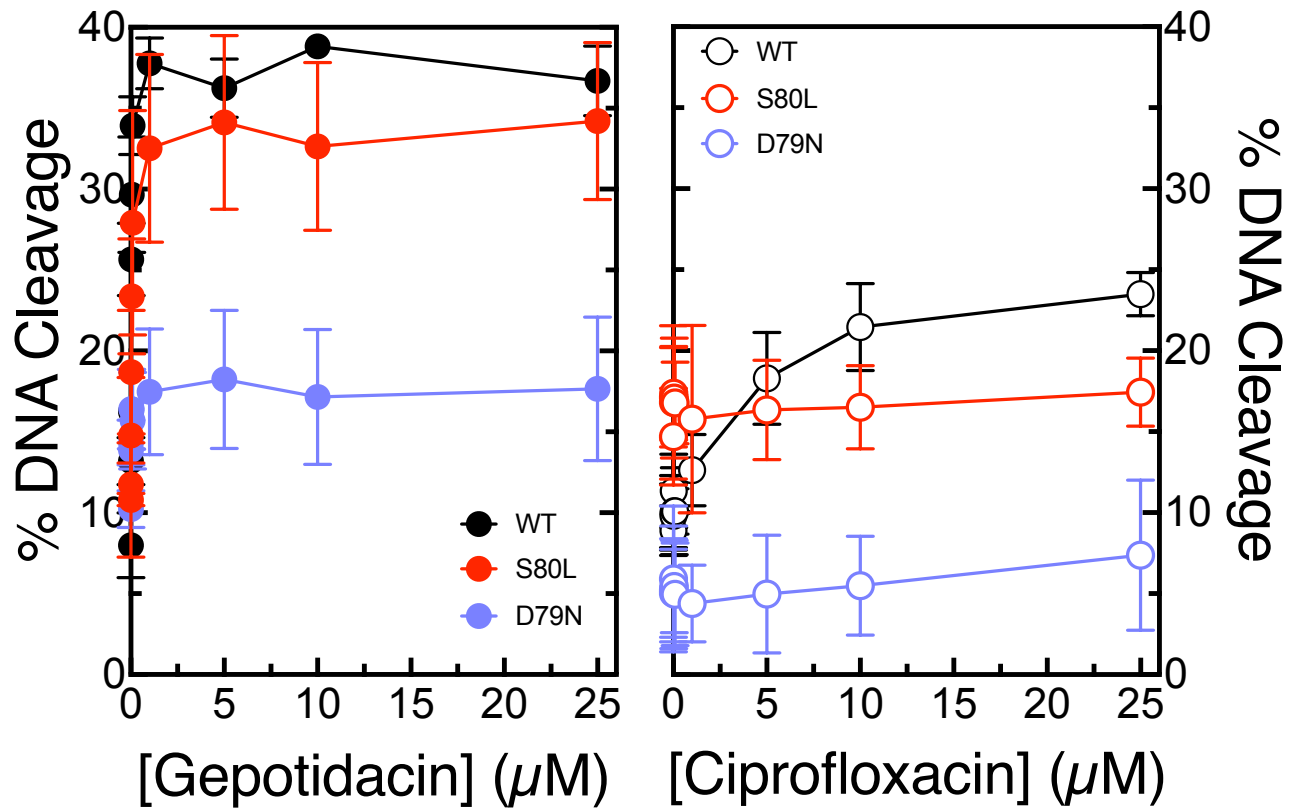 % DNA Cleavage
40
30
20
10
0
WT
S80L
D79N
0
5
10
15
20
25
[Gepotidacin] (µM)
WT
S80L
D79N
40
30
20
10
0
% DNA Cleavage
0
5
10
15
20
25
[Ciprofloxacin] (µM)